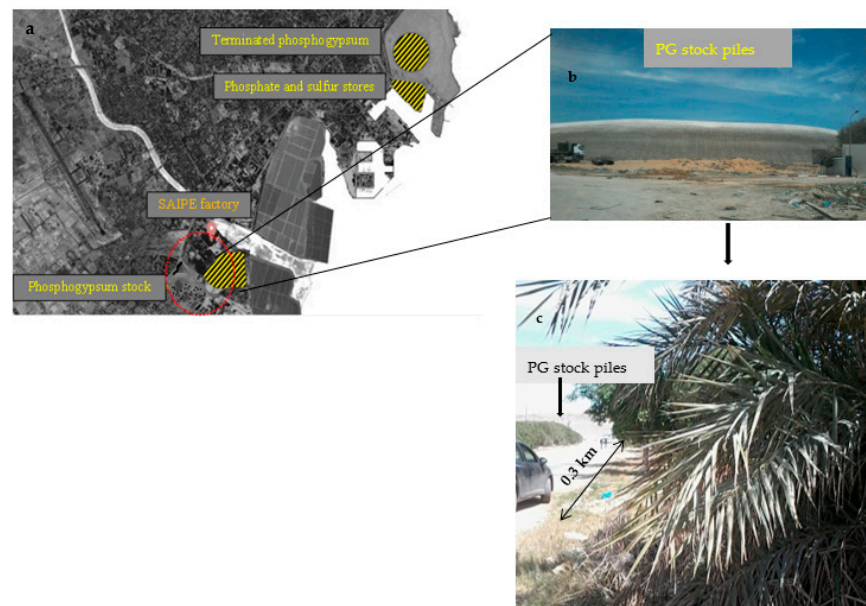 a
Terminated phosphogypsum
Phosphate and sulfur stores
SAIPE factory
Phosphogypsum stock
PG stock piles
b
c
PG stock piles
0.3 km